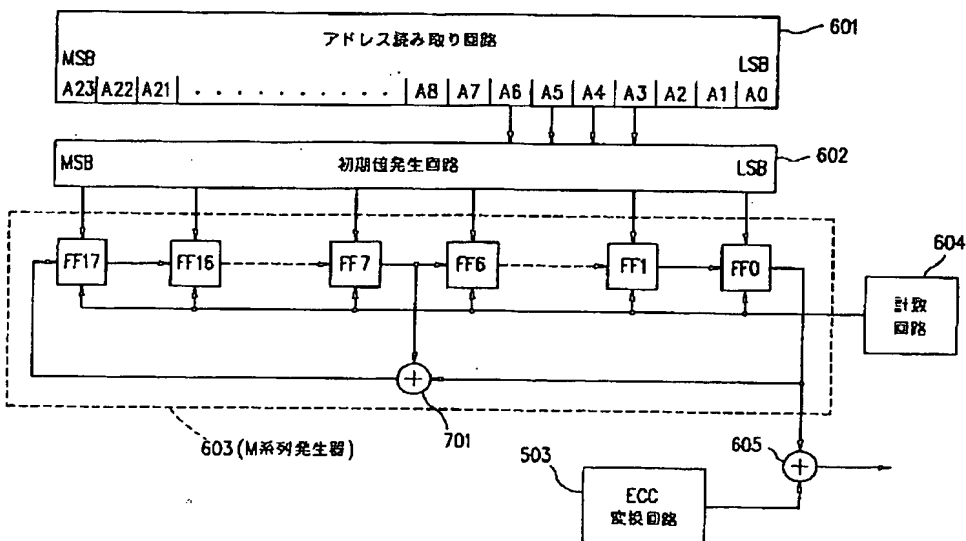 601
アドレス読み取り回路
MSB LSB
A23 A22 A21 . . . . . . . . . . A8 A7 A6 A5 A4 A3 A2 A1 A0
602
MSB 初期値発生回路 LSB
604
FF17 FF16 FF7 FF6 FF1 FF0
計数
回路
+
701
603(M系列発生器)
605
+
503
ECC
変換回路